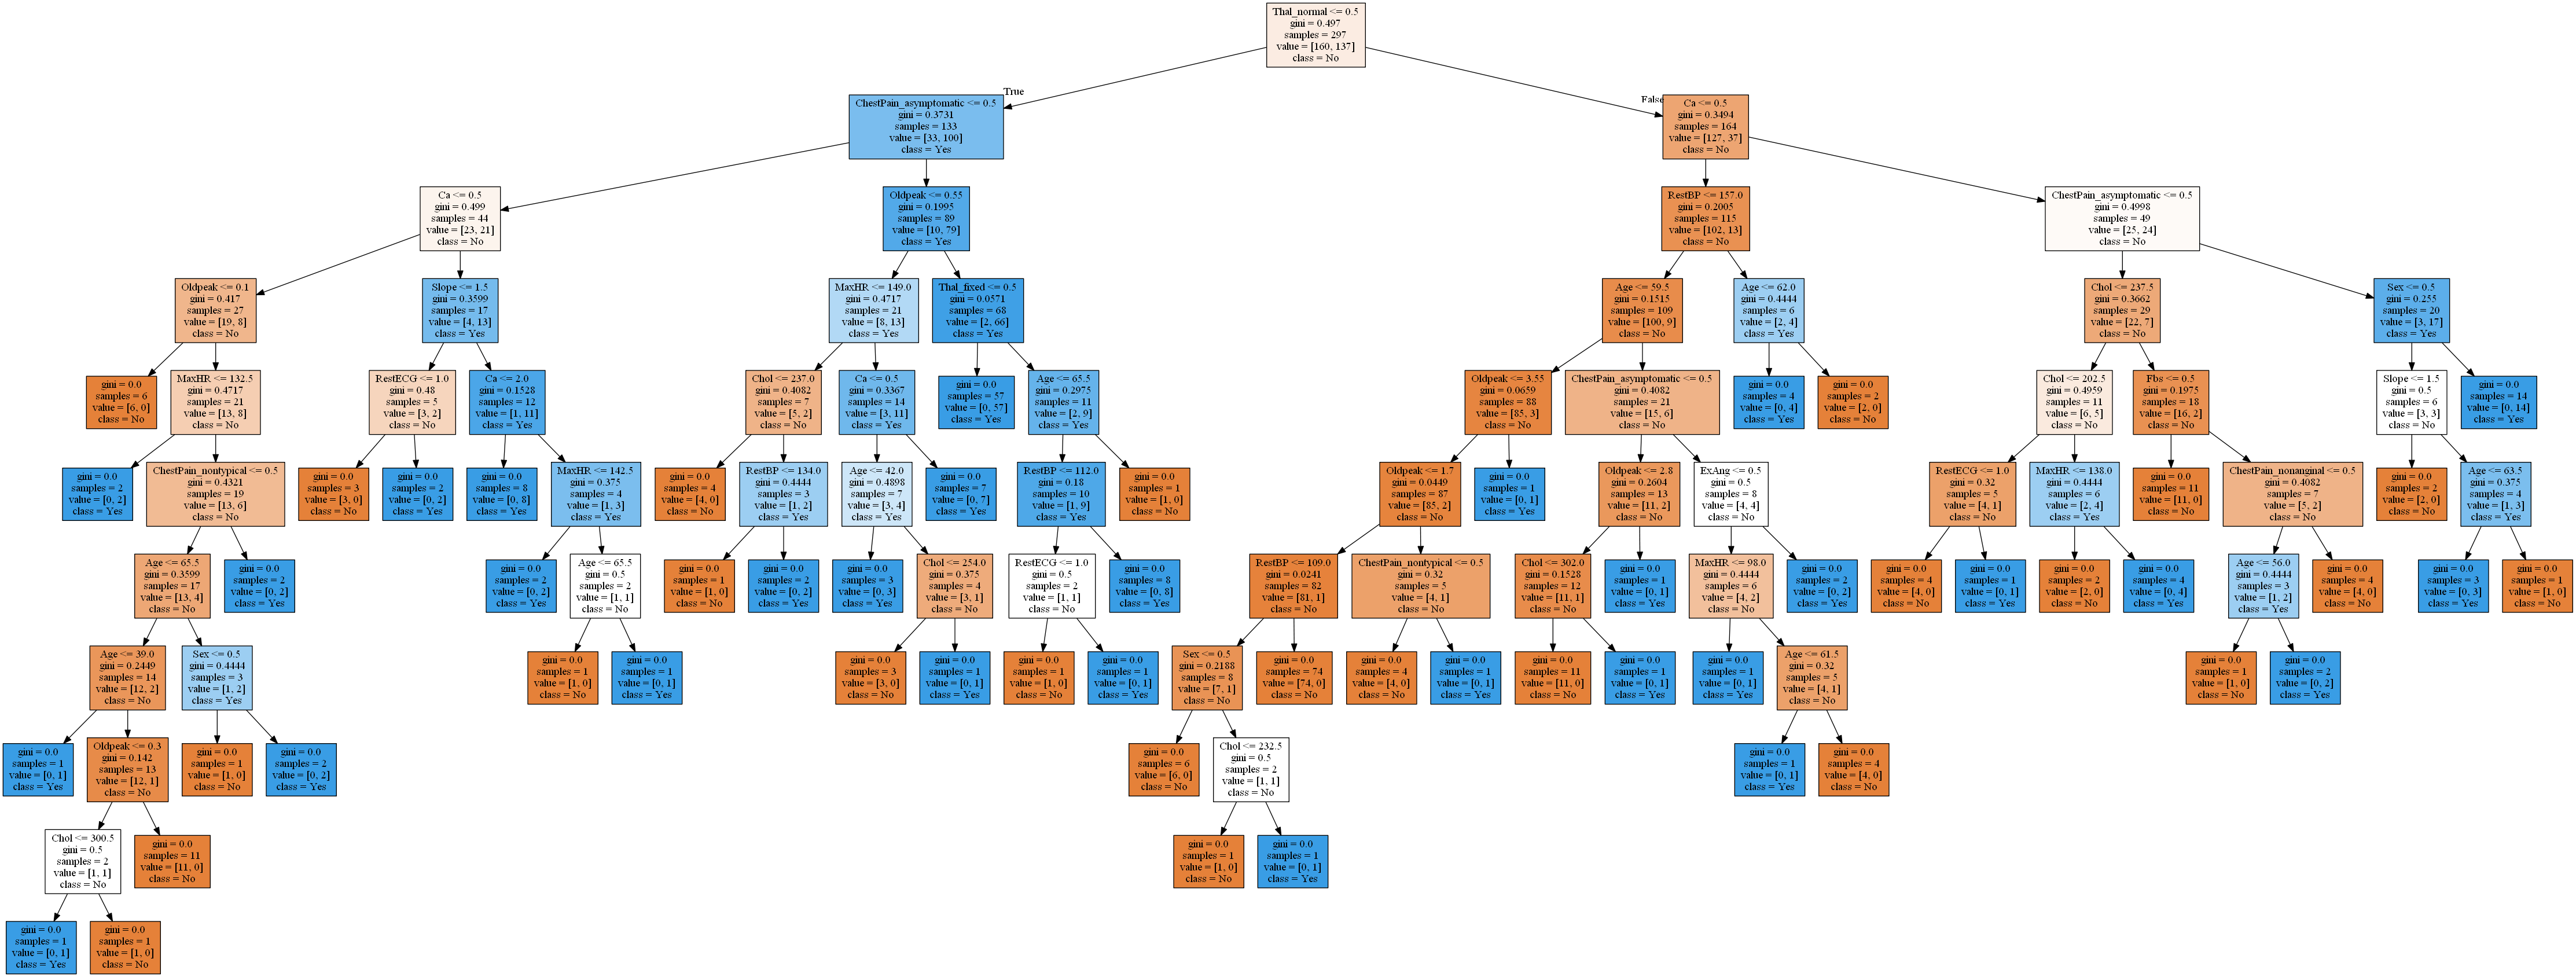 Thal_normal <= 0.5
gini = 0.497
samples = 297
value = [160, 137]
class = No
True
False
ChestPain_asymptomatic <= 0.5
gini = 0.3731
samples = 133
value = [33, 100]
class = Yes
Ca <= 0.5
gini = 0.3494
samples = 164
value = [127, 37]
class = No
Ca <= 0.5
gini = 0.499
samples = 44
value = [23, 21]
class = No
Oldpeak <= 0.55
gini = 0.1995
samples = 89
value = [10, 79]
class = Yes
RestBP <= 157.0
gini = 0.2005
samples = 115
value = [102, 13]
class = No
ChestPain_asymptomatic <= 0.5
gini = 0.4998
samples = 49
value = [25, 24]
class = No
Oldpeak <= 0.1
gini = 0.417
samples = 27
value = [19, 8]
class = No
Slope <= 1.5
gini = 0.3599
samples = 17
value = [4, 13]
class = Yes
MaxHR <= 149.0
gini = 0.4717
samples = 21
value = [8, 13]
class = Yes
Thal_fixed <= 0.5
gini = 0.0571
samples = 68
value = [2, 66]
class = Yes
Age <= 59.5
gini = 0.1515
samples = 109
value = [100, 9]
class = No
Age <= 62.0
gini = 0.4444
samples = 6
value = [2, 4]
class = Yes
Chol <= 237.5
gini = 0.3662
samples = 29
value = [22, 7]
class = No
Sex <= 0.5
gini = 0.255
samples = 20
value = [3, 17]
class = Yes
gini = 0.0
samples = 6
value = [6, 0]
class = No
MaxHR <= 132.5
gini = 0.4717
samples = 21
value = [13, 8]
class = No
RestECG <= 1.0
gini = 0.48
samples = 5
value = [3, 2]
class = No
Ca <= 2.0
gini = 0.1528
samples = 12
value = [1, 11]
class = Yes
Chol <= 237.0
gini = 0.4082
samples = 7
value = [5, 2]
class = No
Ca <= 0.5
gini = 0.3367
samples = 14
value = [3, 11]
class = Yes
gini = 0.0
samples = 57
value = [0, 57]
class = Yes
Age <= 65.5
gini = 0.2975
samples = 11
value = [2, 9]
class = Yes
Oldpeak <= 3.55
gini = 0.0659
samples = 88
value = [85, 3]
class = No
ChestPain_asymptomatic <= 0.5
gini = 0.4082
samples = 21
value = [15, 6]
class = No
gini = 0.0
samples = 4
value = [0, 4]
class = Yes
gini = 0.0
samples = 2
value = [2, 0]
class = No
Chol <= 202.5
gini = 0.4959
samples = 11
value = [6, 5]
class = No
Fbs <= 0.5
gini = 0.1975
samples = 18
value = [16, 2]
class = No
Slope <= 1.5
gini = 0.5
samples = 6
value = [3, 3]
class = No
gini = 0.0
samples = 14
value = [0, 14]
class = Yes
gini = 0.0
samples = 2
value = [0, 2]
class = Yes
ChestPain_nontypical <= 0.5
gini = 0.4321
samples = 19
value = [13, 6]
class = No
gini = 0.0
samples = 3
value = [3, 0]
class = No
gini = 0.0
samples = 2
value = [0, 2]
class = Yes
gini = 0.0
samples = 8
value = [0, 8]
class = Yes
MaxHR <= 142.5
gini = 0.375
samples = 4
value = [1, 3]
class = Yes
gini = 0.0
samples = 4
value = [4, 0]
class = No
RestBP <= 134.0
gini = 0.4444
samples = 3
value = [1, 2]
class = Yes
Age <= 42.0
gini = 0.4898
samples = 7
value = [3, 4]
class = Yes
gini = 0.0
samples = 7
value = [0, 7]
class = Yes
RestBP <= 112.0
gini = 0.18
samples = 10
value = [1, 9]
class = Yes
gini = 0.0
samples = 1
value = [1, 0]
class = No
Oldpeak <= 1.7
gini = 0.0449
samples = 87
value = [85, 2]
class = No
gini = 0.0
samples = 1
value = [0, 1]
class = Yes
Oldpeak <= 2.8
gini = 0.2604
samples = 13
value = [11, 2]
class = No
ExAng <= 0.5
gini = 0.5
samples = 8
value = [4, 4]
class = No
RestECG <= 1.0
gini = 0.32
samples = 5
value = [4, 1]
class = No
MaxHR <= 138.0
gini = 0.4444
samples = 6
value = [2, 4]
class = Yes
gini = 0.0
samples = 11
value = [11, 0]
class = No
ChestPain_nonanginal <= 0.5
gini = 0.4082
samples = 7
value = [5, 2]
class = No
gini = 0.0
samples = 2
value = [2, 0]
class = No
Age <= 63.5
gini = 0.375
samples = 4
value = [1, 3]
class = Yes
Age <= 65.5
gini = 0.3599
samples = 17
value = [13, 4]
class = No
gini = 0.0
samples = 2
value = [0, 2]
class = Yes
gini = 0.0
samples = 2
value = [0, 2]
class = Yes
Age <= 65.5
gini = 0.5
samples = 2
value = [1, 1]
class = No
gini = 0.0
samples = 1
value = [1, 0]
class = No
gini = 0.0
samples = 2
value = [0, 2]
class = Yes
gini = 0.0
samples = 3
value = [0, 3]
class = Yes
Chol <= 254.0
gini = 0.375
samples = 4
value = [3, 1]
class = No
RestECG <= 1.0
gini = 0.5
samples = 2
value = [1, 1]
class = No
gini = 0.0
samples = 8
value = [0, 8]
class = Yes
RestBP <= 109.0
gini = 0.0241
samples = 82
value = [81, 1]
class = No
ChestPain_nontypical <= 0.5
gini = 0.32
samples = 5
value = [4, 1]
class = No
Chol <= 302.0
gini = 0.1528
samples = 12
value = [11, 1]
class = No
gini = 0.0
samples = 1
value = [0, 1]
class = Yes
MaxHR <= 98.0
gini = 0.4444
samples = 6
value = [4, 2]
class = No
gini = 0.0
samples = 2
value = [0, 2]
class = Yes
gini = 0.0
samples = 4
value = [4, 0]
class = No
gini = 0.0
samples = 1
value = [0, 1]
class = Yes
gini = 0.0
samples = 2
value = [2, 0]
class = No
gini = 0.0
samples = 4
value = [0, 4]
class = Yes
Age <= 56.0
gini = 0.4444
samples = 3
value = [1, 2]
class = Yes
gini = 0.0
samples = 4
value = [4, 0]
class = No
gini = 0.0
samples = 3
value = [0, 3]
class = Yes
gini = 0.0
samples = 1
value = [1, 0]
class = No
Age <= 39.0
gini = 0.2449
samples = 14
value = [12, 2]
class = No
Sex <= 0.5
gini = 0.4444
samples = 3
value = [1, 2]
class = Yes
gini = 0.0
samples = 1
value = [1, 0]
class = No
gini = 0.0
samples = 1
value = [0, 1]
class = Yes
gini = 0.0
samples = 3
value = [3, 0]
class = No
gini = 0.0
samples = 1
value = [0, 1]
class = Yes
gini = 0.0
samples = 1
value = [1, 0]
class = No
gini = 0.0
samples = 1
value = [0, 1]
class = Yes
Sex <= 0.5
gini = 0.2188
samples = 8
value = [7, 1]
class = No
gini = 0.0
samples = 74
value = [74, 0]
class = No
gini = 0.0
samples = 4
value = [4, 0]
class = No
gini = 0.0
samples = 1
value = [0, 1]
class = Yes
gini = 0.0
samples = 11
value = [11, 0]
class = No
gini = 0.0
samples = 1
value = [0, 1]
class = Yes
gini = 0.0
samples = 1
value = [0, 1]
class = Yes
Age <= 61.5
gini = 0.32
samples = 5
value = [4, 1]
class = No
gini = 0.0
samples = 1
value = [1, 0]
class = No
gini = 0.0
samples = 2
value = [0, 2]
class = Yes
gini = 0.0
samples = 1
value = [0, 1]
class = Yes
Oldpeak <= 0.3
gini = 0.142
samples = 13
value = [12, 1]
class = No
gini = 0.0
samples = 1
value = [1, 0]
class = No
gini = 0.0
samples = 2
value = [0, 2]
class = Yes
gini = 0.0
samples = 6
value = [6, 0]
class = No
Chol <= 232.5
gini = 0.5
samples = 2
value = [1, 1]
class = No
gini = 0.0
samples = 1
value = [0, 1]
class = Yes
gini = 0.0
samples = 4
value = [4, 0]
class = No
Chol <= 300.5
gini = 0.5
samples = 2
value = [1, 1]
class = No
gini = 0.0
samples = 11
value = [11, 0]
class = No
gini = 0.0
samples = 1
value = [1, 0]
class = No
gini = 0.0
samples = 1
value = [0, 1]
class = Yes
gini = 0.0
samples = 1
value = [0, 1]
class = Yes
gini = 0.0
samples = 1
value = [1, 0]
class = No